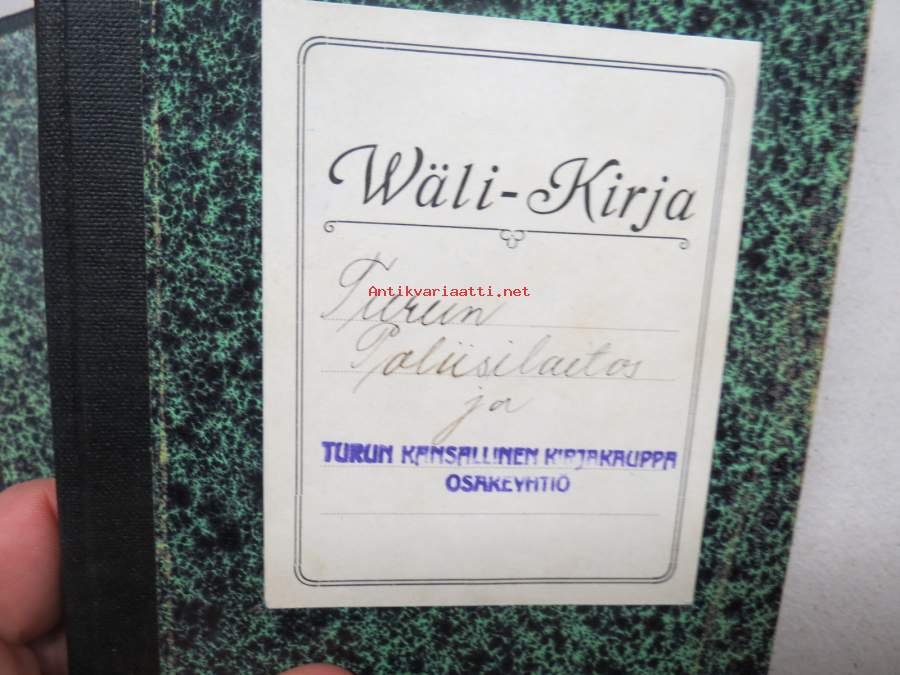 Wäli-Kirja
Antikvariaatti.net
Turun
Poliisilaitos
ja
TURUN KANSALLINEN KIRJAKAUPPA
OSAKEYHTIÖ